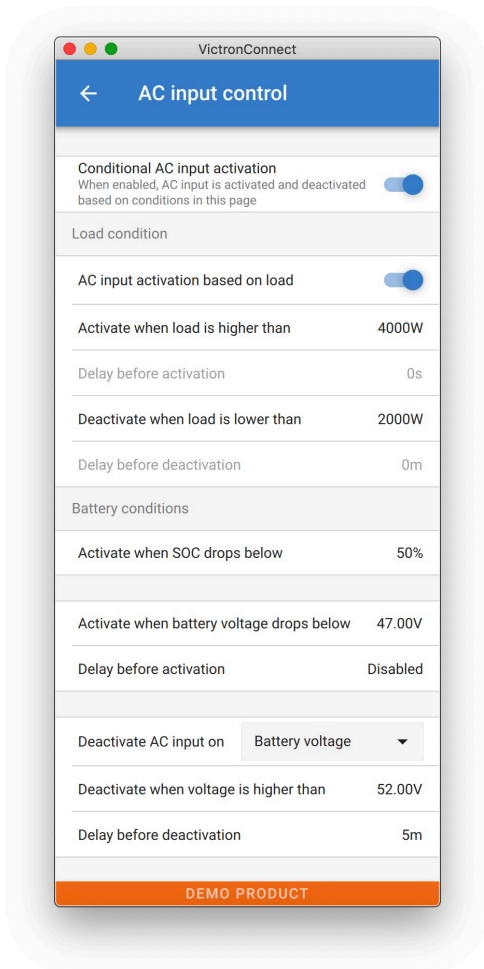 VictronConnect
AC input control
Conditional AC input activation
When enabled, AC input is activated and deactivated
based on conditions in this page
Load condition
AC input activation based on load
Activate when load is higher than 4000W
Delay before activation 0s
Deactivate when load is lower than 2000W
Delay before deactivation 0m
Battery conditions
Activate when SOC drops below 50%
Activate when battery voltage drops below 47.00V
Delay before activation Disabled
Deactivate AC input on Battery voltage
Deactivate when voltage is higher than 52.00V
Delay before deactivation 5m
DEMO PRODUCT